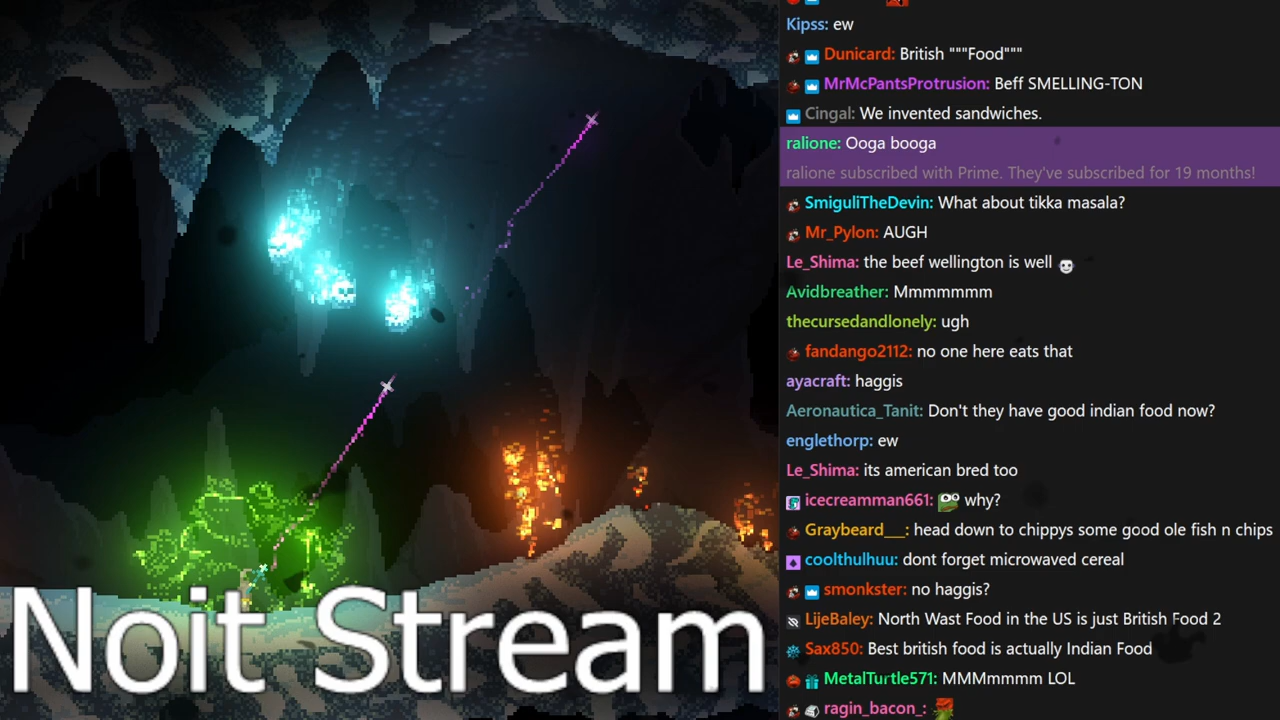 Kipss: ew
Dunicard: British """Food"""
MrMcPantsProtrusion: Beff SMELLING-TON
Cingal: We invented sandwiches.
ralione: Ooga booga
ralione subscribed with Prime. They've subscribed for 19 months!
SmiguliTheDevin: What about tikka masala?
Mr_Pylon: AUGH
Le_Shima: the beef wellington is well
Avidbreather: Mmmmmmm
thecursedandlonely: ugh
fandango2112: no one here eats that
ayacraft: haggis
Aeronautica_Tanit: Don't they have good indian food now?
englethorp: ew
Le_Shima: its american bred too
icecreamman661: why?
Graybeard___: head down to chippys some good ole fish n chips
coolthulhuu: dont forget microwaved cereal
smonkster: no haggis?
LijeBaley: North Wast Food in the US is just British Food 2
Sax850: Best british food is actually Indian Food
MetalTurtle571: MMMmmmm LOL
ragin_bacon_:
Noit Stream